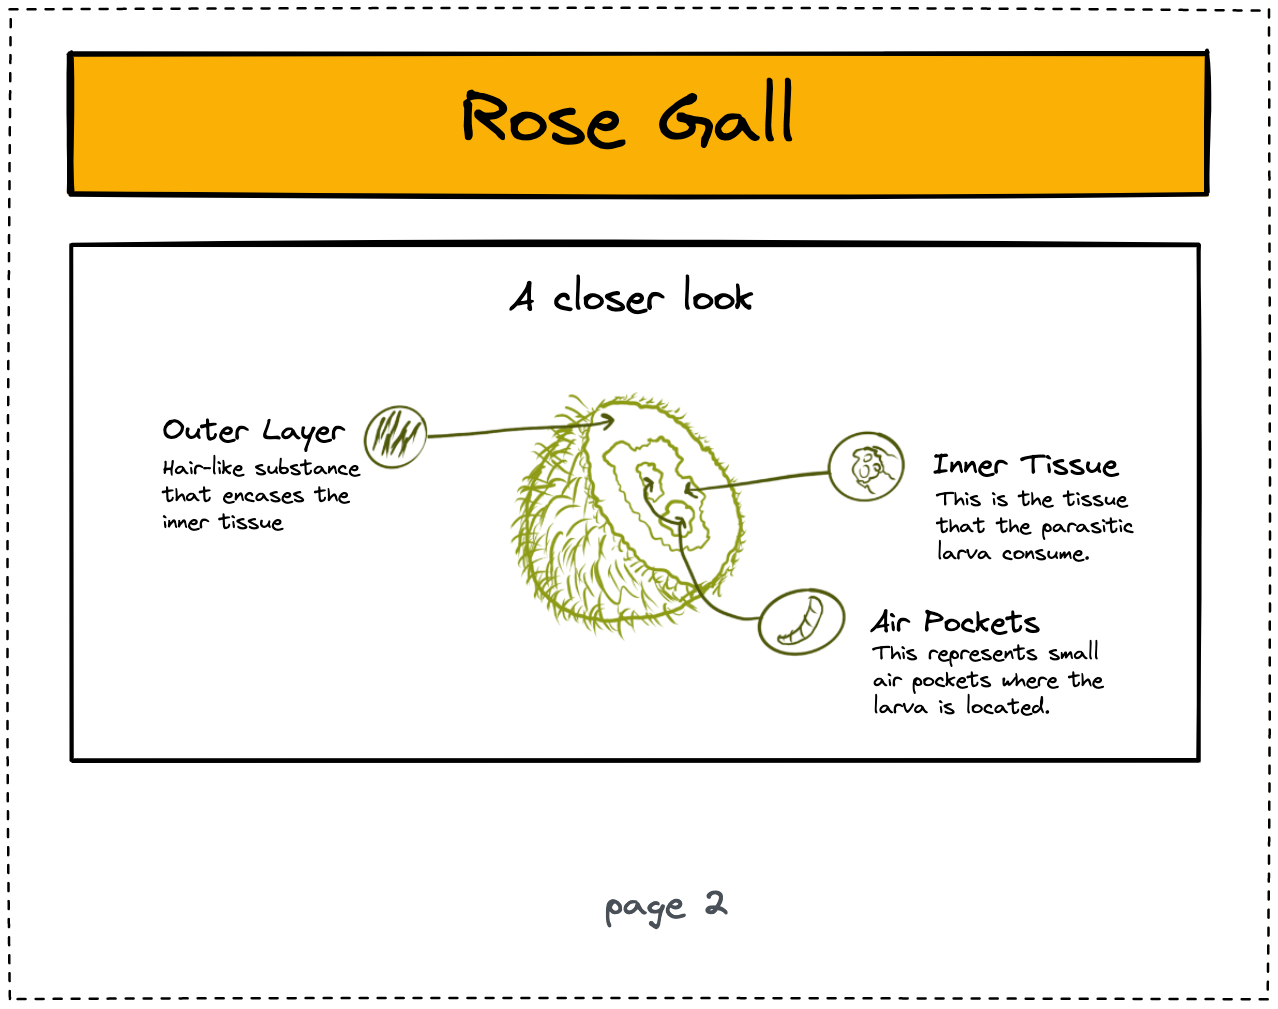 Rose Gall
A closer look
Outer Layer
Hair-like substance
that encases the
inner tissue
Inner Tissue
This is the tissue
that the parasitic
larva consume.
Air Pockets
This represents small
air pockets where the
larva is located.
page 2